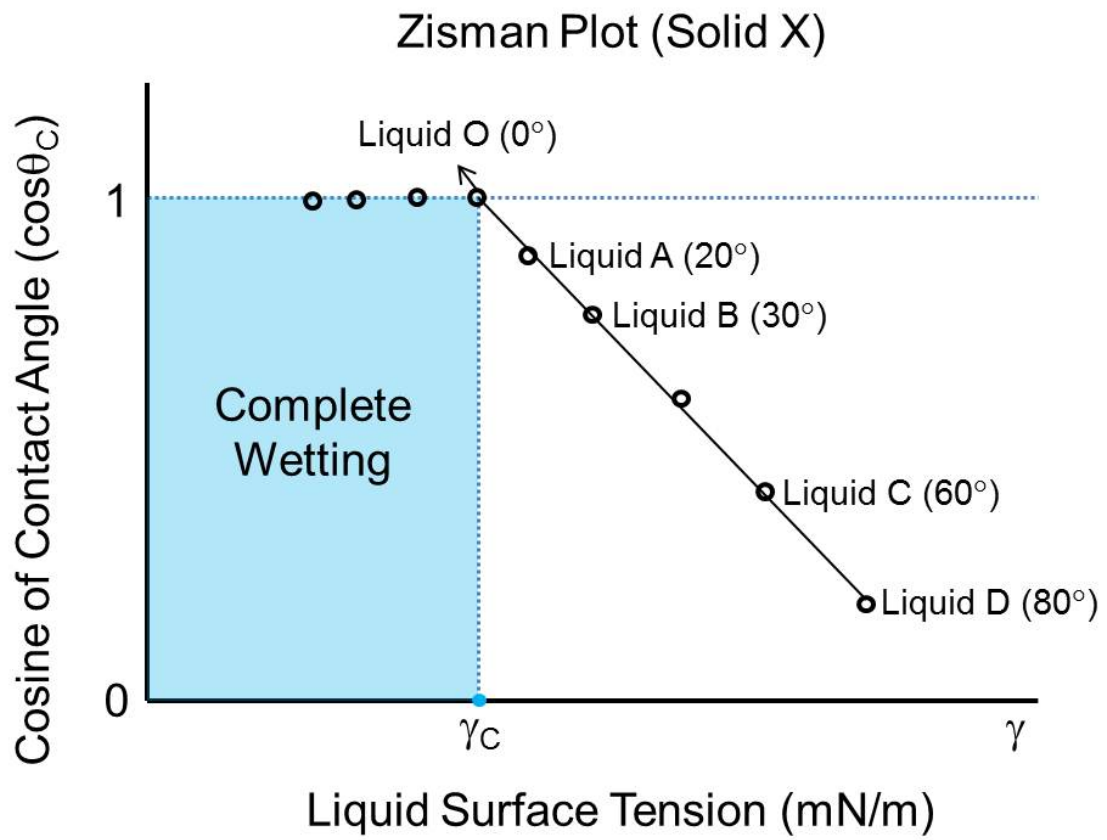 Zisman Plot (Solid X)
Cosine of Contact Angle (cosθC)
Liquid O (0°)
1
Liquid A (20°)
Liquid B (30°)
Complete
Wetting
Liquid C (60°)
Liquid D (80°)
0
γC
γ
Liquid Surface Tension (mN/m)